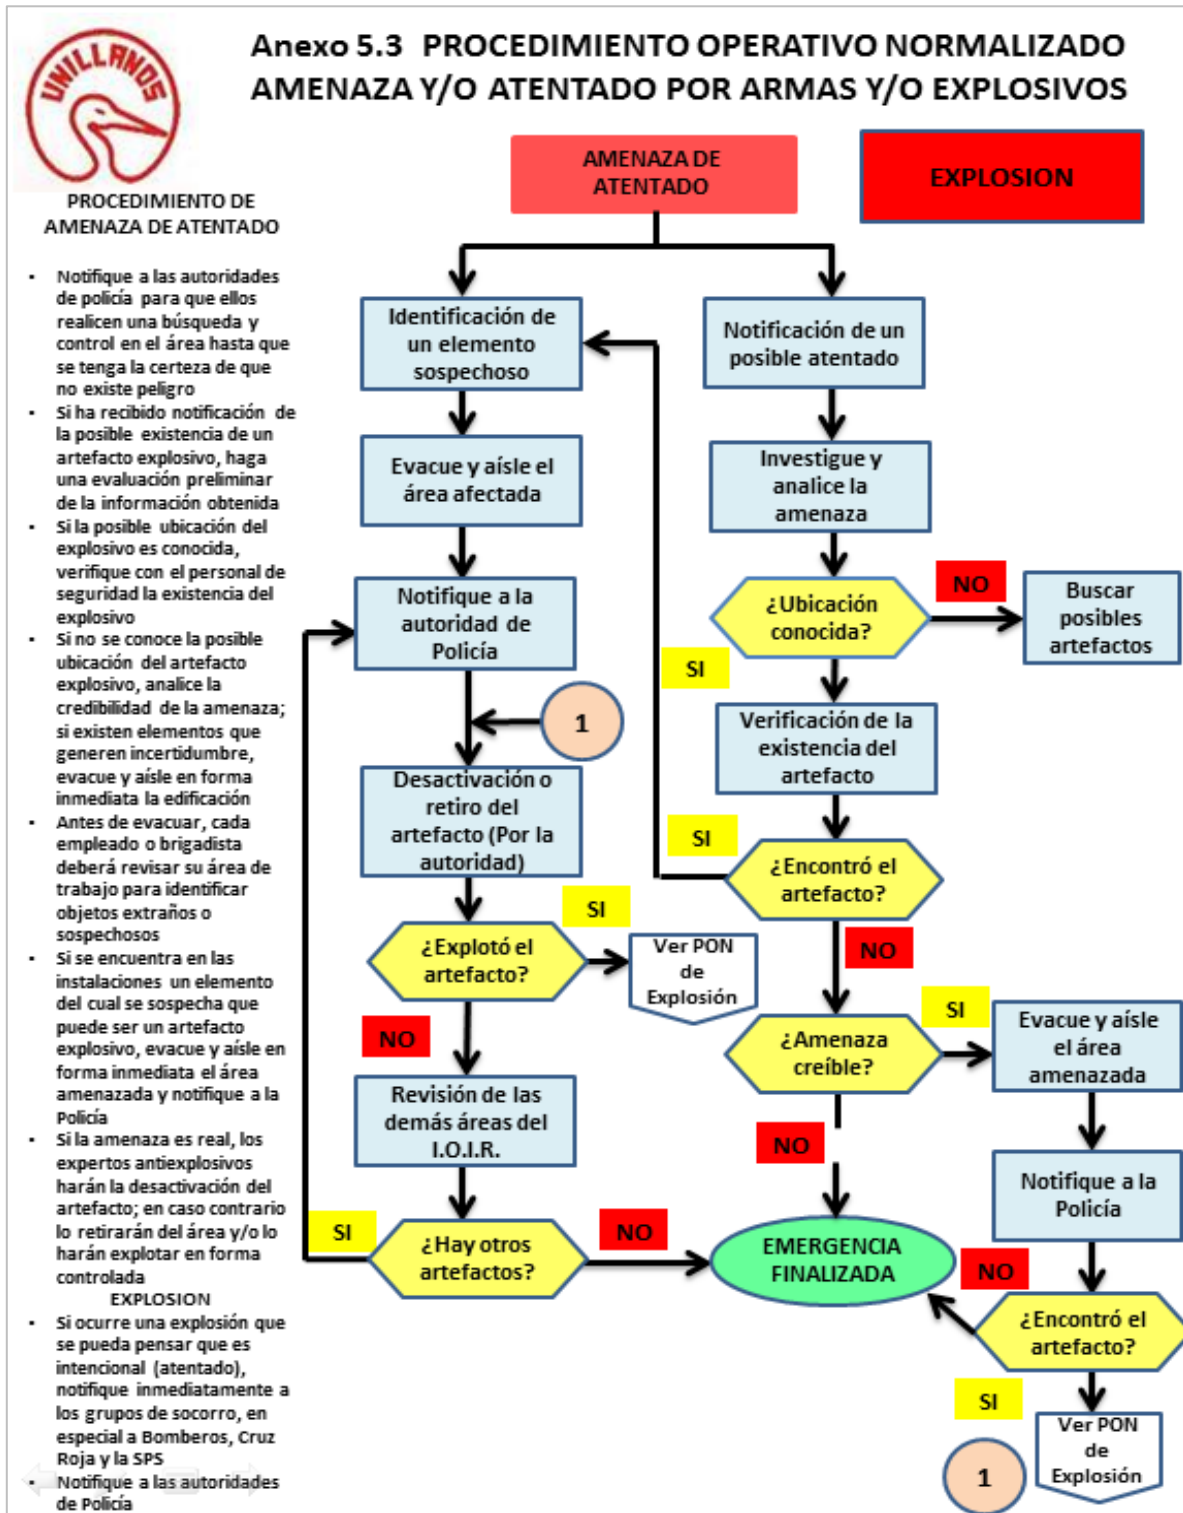 UNILLANOS
Anexo 5.3 PROCEDIMIENTO OPERATIVO NORMALIZADO
AMENAZA Y/O ATENTADO POR ARMAS Y/O EXPLOSIVOS
PROCEDIMIENTO DE
AMENAZA DE ATENTADO
• Notifique a las autoridades
de policía para que ellos
realicen una búsqueda y
control en el área hasta que
se tenga la certeza de que
no existe peligro
• Si ha recibido notificación de
la posible existencia de un
artefacto explosivo, haga
una evaluación preliminar
de la información obtenida
• Si la posible ubicación del
explosivo es conocida,
verifique con el personal de
seguridad la existencia del
explosivo
• Si no se conoce la posible
ubicación del artefacto
explosivo, analice la
credibilidad de la amenaza;
si existen elementos que
generen incertidumbre,
evacue y aísle en forma
inmediata la edificación
• Antes de evacuar, cada
empleado o brigadista
deberá revisar su área de
trabajo para identificar
objetos extraños o
sospechosos
• Si se encuentra en las
instalaciones un elemento
del cual se sospecha que
puede ser un artefacto
explosivo, evacue y aísle en
forma inmediata el área
amenazada y notifique a la
Policía
• Si la amenaza es real, los
expertos antiexplosivos
harán la desactivación del
artefacto; en caso contrario
lo retirarán del área y/o lo
harán explotar en forma
controlada
EXPLOSION
• Si ocurre una explosión que
se pueda pensar que es
intencional (atentado),
notifique inmediatamente a
los grupos de socorro, en
especial a Bomberos, Cruz
Roja y la SPS
• Notifique a las autoridades
de Policía
AMENAZA DE
ATENTADO
EXPLOSION
Identificación de
un elemento
sospechoso
Notificación de un
posible atentado
Evacue y aísle el
área afectada
Investigue y
analice la
amenaza
Notifique a la
autoridad de
Policía
¿Ubicación
conocida?
NO
Buscar
posibles
artefactos
SI
1
Verificación de la
existencia del
artefacto
Desactivación o
retiro del
artefacto (Por la
autoridad)
SI
¿Encontró el
artefacto?
SI
¿Explotó el
artefacto?
Ver PON
de
Explosión
NO
NO
¿Amenaza
creíble?
SI
Evacue y aísle
el área
amenazada
Revisión de las
demás áreas del
I.O.I.R.
NO
Notifique a la
Policía
SI
¿Hay otros
artefactos?
NO
EMERGENCIA
FINALIZADA
NO
¿Encontró el
artefacto?
SI
Ver PON
de
Explosión
1